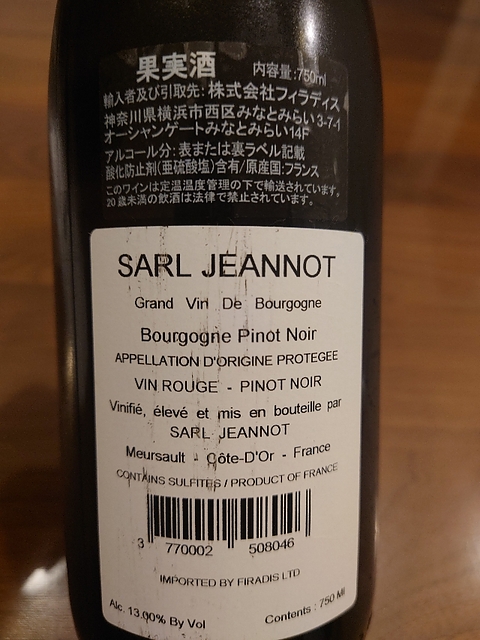 果実酒 内容量:750ml
輸入者及び引取先: 株式会社フィラディス
神奈川県横浜市西区みなとみらい3-7-1
オーシャンゲートみなとみらい14F
アルコール分: 表または裏ラベル記載
酸化防止剤(亜硫酸塩)含有/原産国:フランス
このワインは定温温度管理の下で輸送されています。
20歳未満の飲酒は法律で禁止されています。
SARL JEANNOT
Grand Vin De Bourgogne
Bourgogne Pinot Noir
APPELLATION D'ORIGINE PROTEGEE
VIN ROUGE - PINOT NOIR
Vinifié, élevé et mis en bouteille par
SARL JEANNOT
Meursault - Côte-D'Or - France
CONTAINS SULFITES / PRODUCT OF FRANCE
3 770002 508046
IMPORTED BY FIRADIS LTD
Alc. 13.00% By Vol Contents : 750 Ml